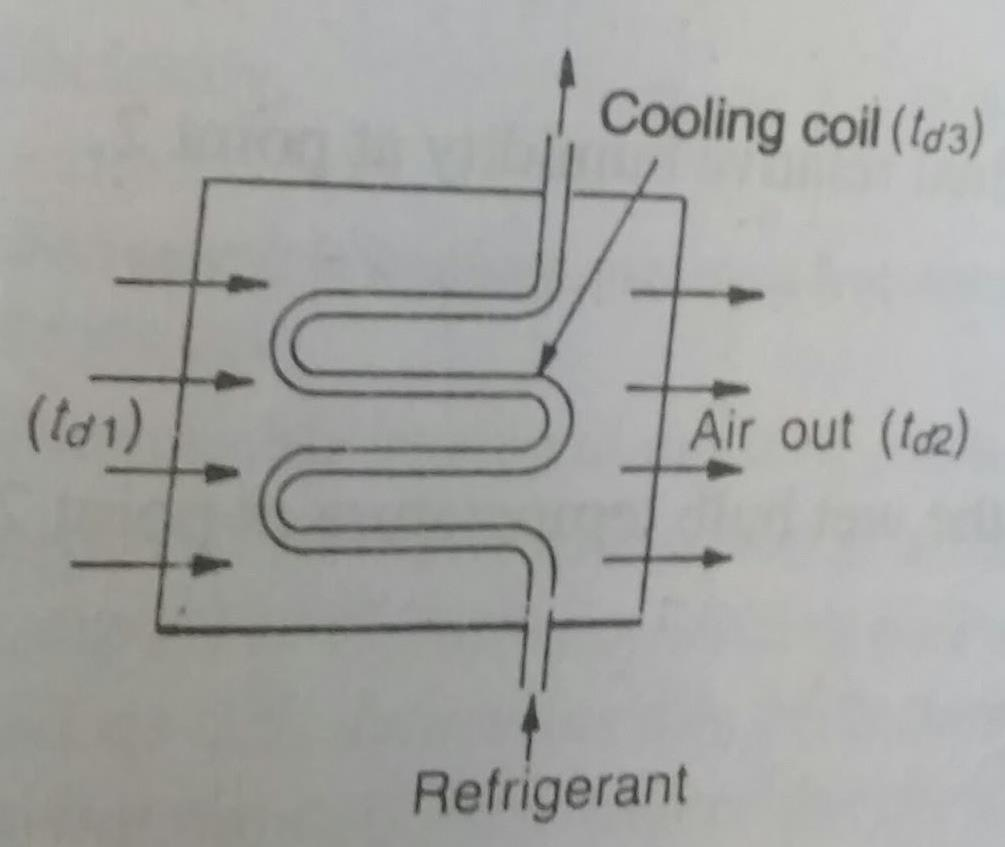 Cooling coil (td3)
(td1)
Air out (td2)
Refrigerant